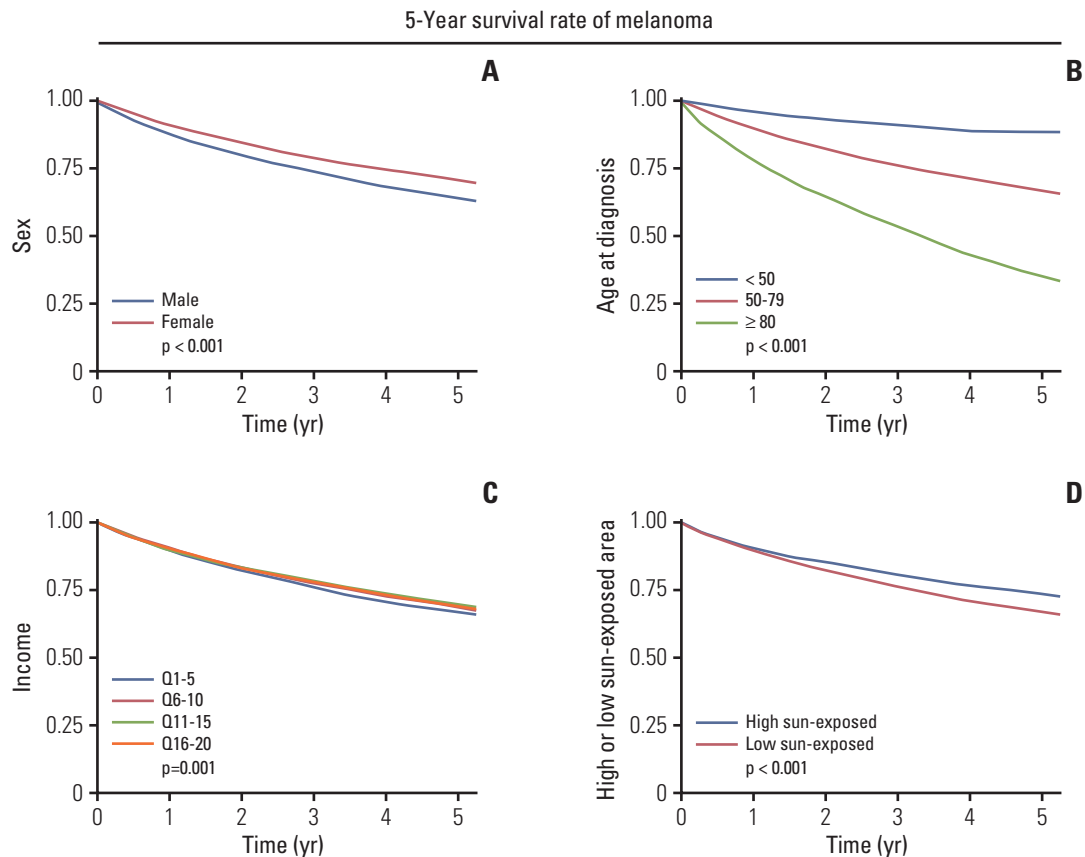 5-Year survival rate of melanoma
A
1.00
0.75
0.50
0.25
0
Sex
Male
Female
p < 0.001
0 1 2 3 4 5
Time (yr)
B
1.00
0.75
0.50
0.25
0
Age at diagnosis
< 50
50-79
≥ 80
p < 0.001
0 1 2 3 4 5
Time (yr)
C
1.00
0.75
0.50
0.25
0
Income
Q1-5
Q6-10
Q11-15
Q16-20
p=0.001
0 1 2 3 4 5
Time (yr)
D
1.00
0.75
0.50
0.25
0
High or low sun-exposed area
High sun-exposed
Low sun-exposed
p < 0.001
0 1 2 3 4 5
Time (yr)